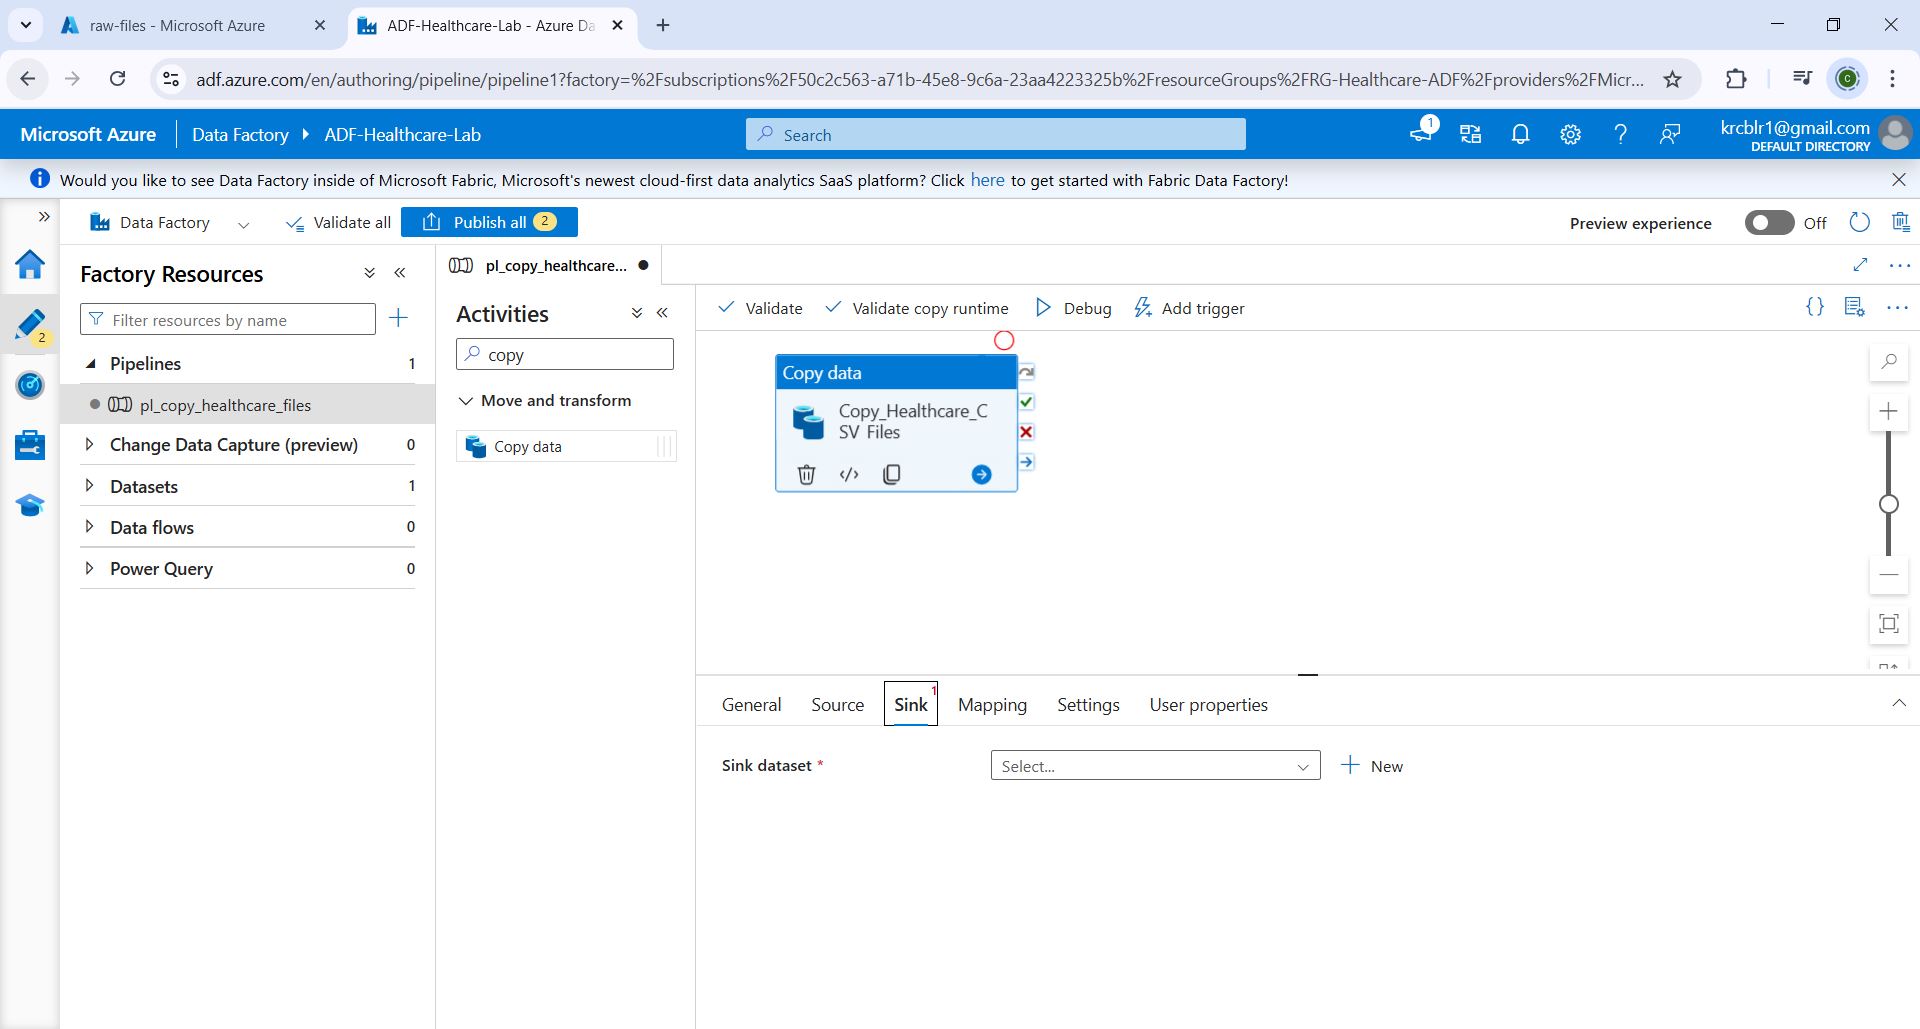 raw-files - Microsoft Azure
ADF-Healthcare-Lab - Azure Da
adf.azure.com/en/authoring/pipeline/pipeline1?factory=%2Fsubscriptions%2F50c2c563-a71b-45e8-9c6a-23aa4223325b%2FresourceGroups%2FRG-Healthcare-ADF%2Fproviders%2FMicr...
C
Microsoft Azure
Data Factory
ADF-Healthcare-Lab
Search
1
krcblr1@gmail.com
DEFAULT DIRECTORY
Would you like to see Data Factory inside of Microsoft Fabric, Microsoft's newest cloud-first data analytics SaaS platform? Click here to get started with Fabric Data Factory!
Data Factory
Validate all
Publish all 2
Preview experience
Off
2
Factory Resources
Filter resources by name
Pipelines 1
pl_copy_healthcare_files
Change Data Capture (preview) 0
Datasets 1
Data flows 0
Power Query 0
pl_copy_healthcare...
Activities
copy
Move and transform
Copy data
Validate
Validate copy runtime
Debug
Add trigger
Copy data
Copy_Healthcare_C
SV_Files
General
Source
Sink 1
Mapping
Settings
User properties
Sink dataset *
Select...
New